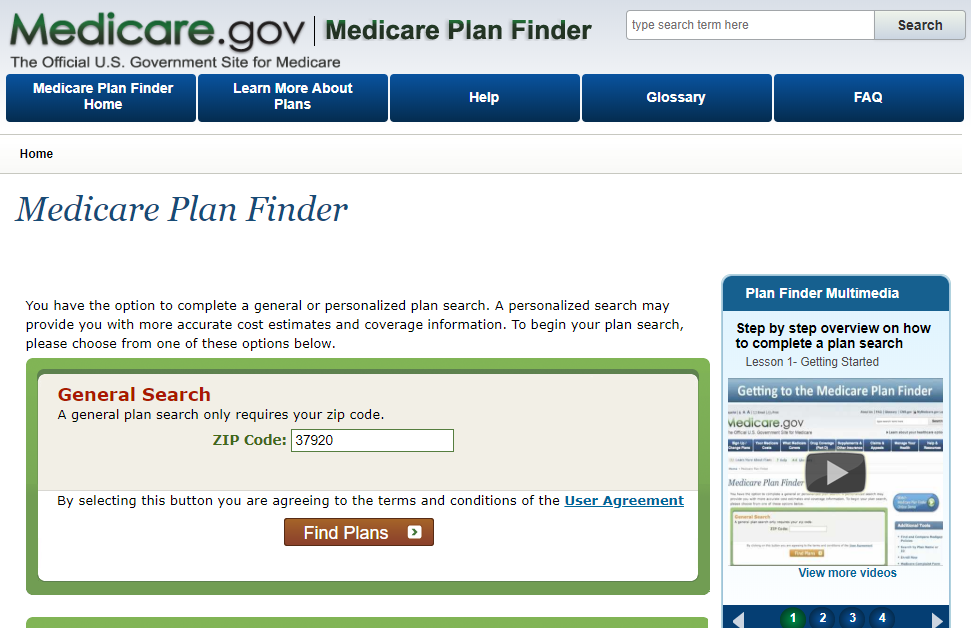 Medicare.gov | Medicare Plan Finder
The Official U.S. Government Site for Medicare
type search term here
Search
Medicare Plan Finder
Home
Learn More About
Plans
Help
Glossary
FAQ
Home
Medicare Plan Finder
You have the option to complete a general or personalized plan search. A personalized search may
provide you with more accurate cost estimates and coverage information. To begin your plan search,
please choose from one of these options below.
General Search
A general plan search only requires your zip code.
ZIP Code: 37920
By selecting this button you are agreeing to the terms and conditions of the User Agreement
Find Plans
Plan Finder Multimedia
Step by step overview on how
to complete a plan search
Lesson 1- Getting Started
Getting to the Medicare Plan Finder
Medicare.gov
Medicare Plan Finder
General Search
Find Plans
Additional Tools
View more videos
1 2 3 4